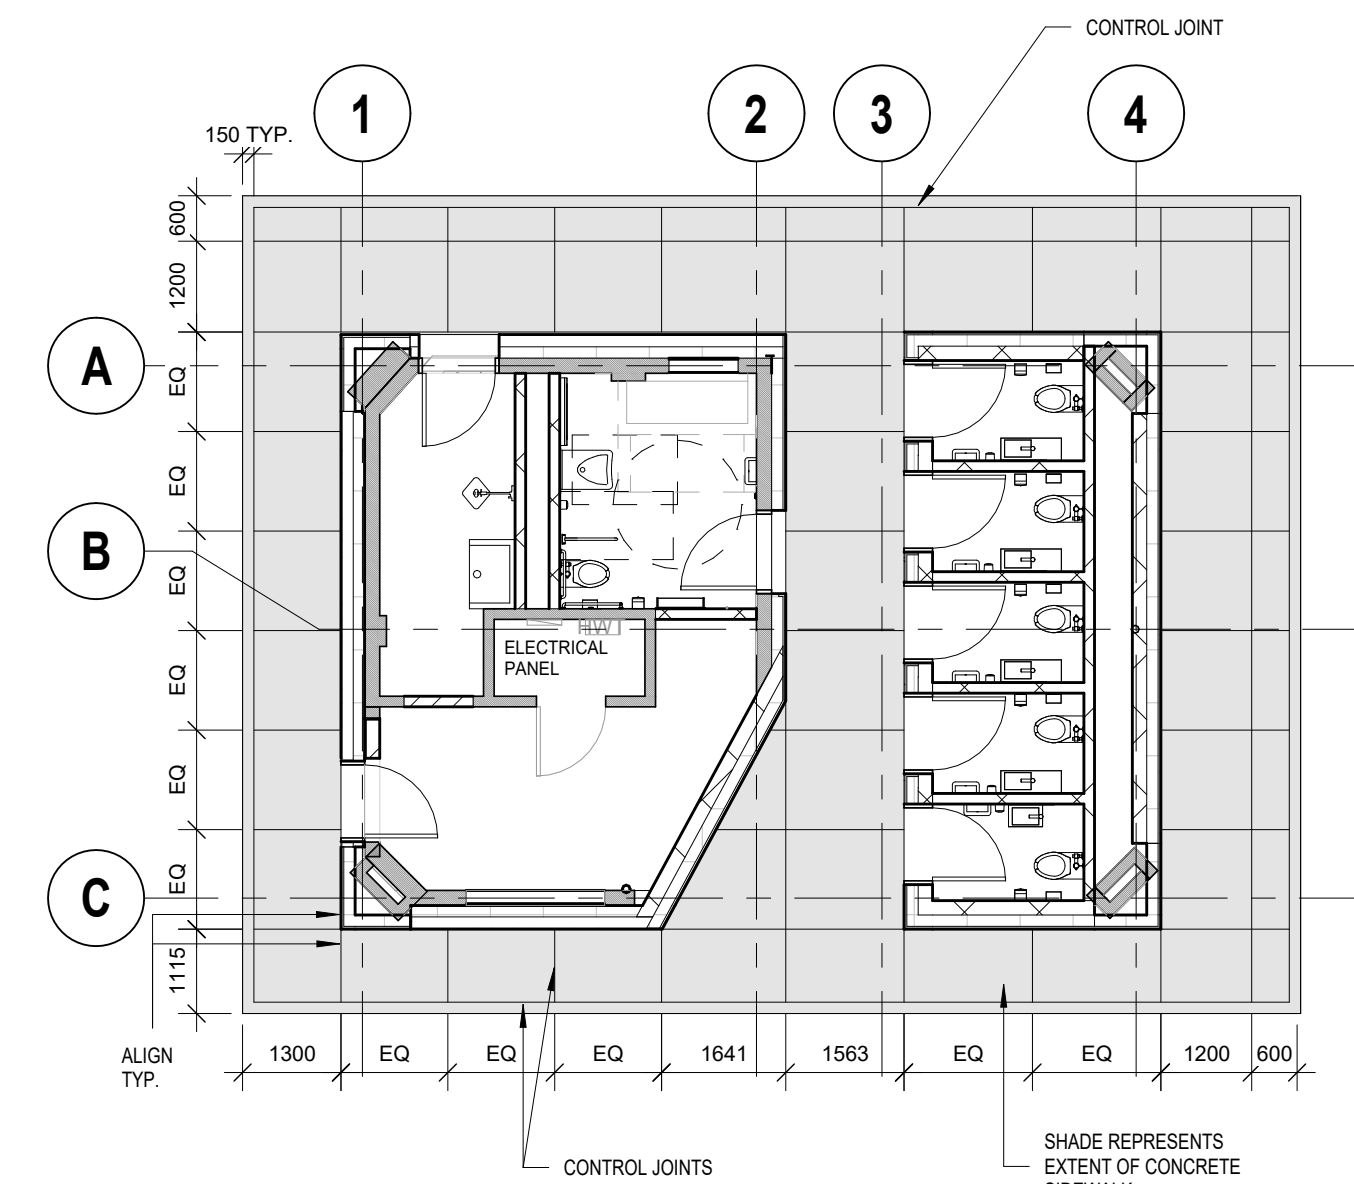 CONTROL JOINT
1
2
3
4
150 TYP.
600
1200
A
EQ
EQ
B
EQ
HWT
ELECTRICAL
PANEL
EQ
EQ
C
EQ
1115
ALIGN
TYP.
1300
EQ
EQ
EQ
1641
1563
EQ
EQ
1200
600
CONTROL JOINTS
SHADE REPRESENTS
EXTENT OF CONCRETE
SIDEWALK